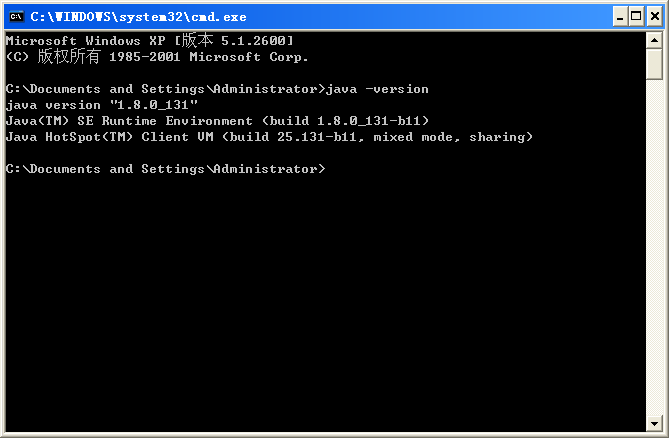 C:\WINDOWS\system32\cmd.exe
Microsoft Windows XP [版本 5.1.2600]
(C) 版权所有 1985-2001 Microsoft Corp.
C:\Documents and Settings\Administrator>java -version
java version "1.8.0_131"
Java(TM) SE Runtime Environment (build 1.8.0_131-b11)
Java HotSpot(TM) Client VM (build 25.131-b11, mixed mode, sharing)
C:\Documents and Settings\Administrator>